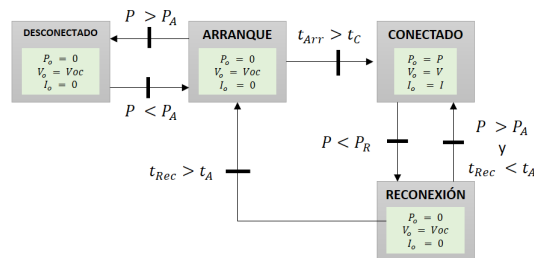 DESCONECTADO
P_o = 0
V_o = Voc
I_o = 0
P > P_A
P < P_A
ARRANQUE
P_o = 0
V_o = Voc
I_o = 0
t_Arr > t_C
CONECTADO
P_o = P
V_o = V
I_o = I
P < P_R
P > P_A
y
t_Rec < t_A
t_Rec > t_A
RECONEXIÓN
P_o = 0
V_o = Voc
I_o = 0